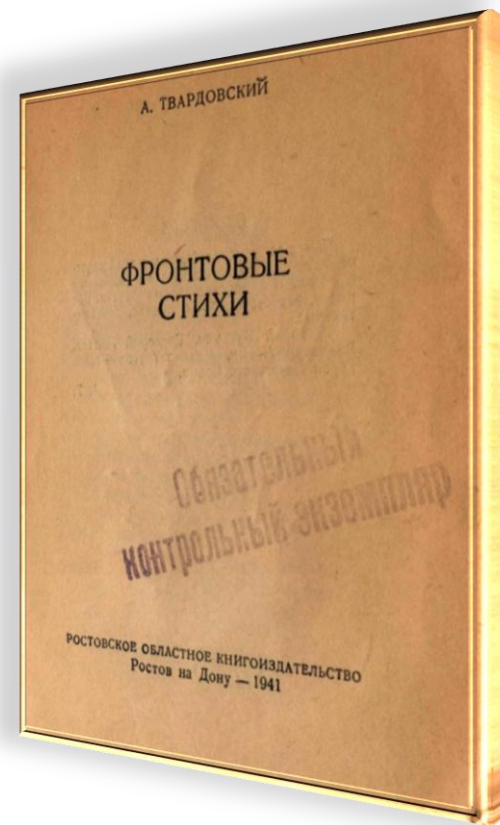 А. ТВАРДОВСКИЙ
ФРОНТОВЫЕ
СТИХИ
Обязательный
контрольный экземпляр
РОСТОВСКОЕ ОБЛАСТНОЕ КНИГОИЗДАТЕЛЬСТВО
Ростов на Дону — 1941